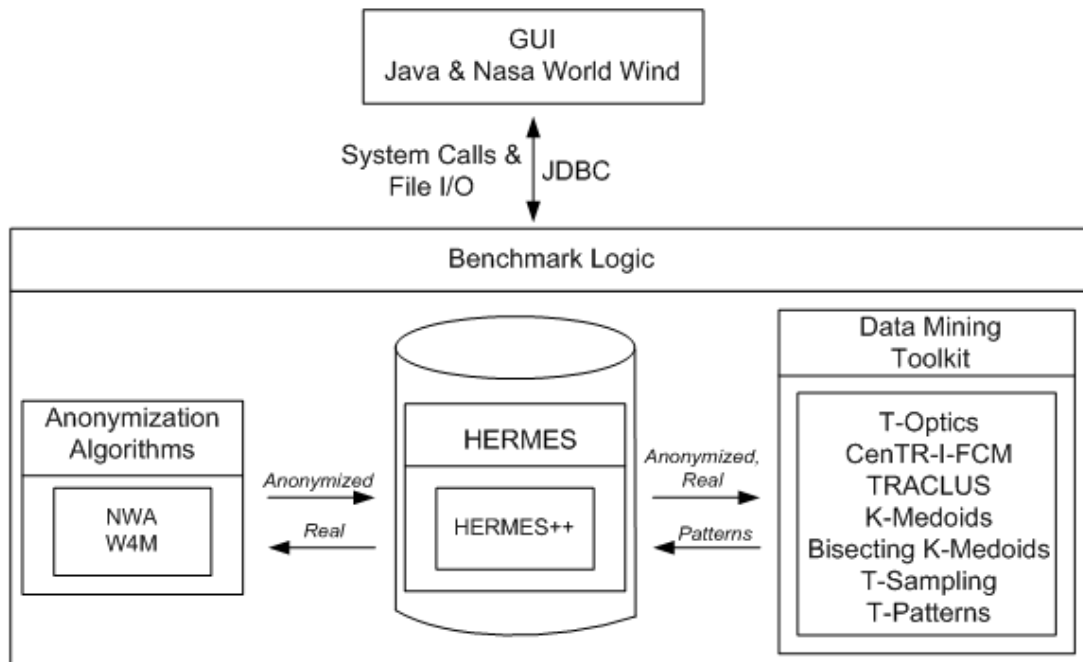 GUI
Java & Nasa World Wind
System Calls &
File I/O
JDBC
Benchmark Logic
Anonymization
Algorithms
NWA
W4M
Anonymized
Real
HERMES
HERMES++
Anonymized,
Real
Patterns
Data Mining
Toolkit
T-Optics
CenTR-I-FCM
TRACLUS
K-Medoids
Bisecting K-Medoids
T-Sampling
T-Patterns